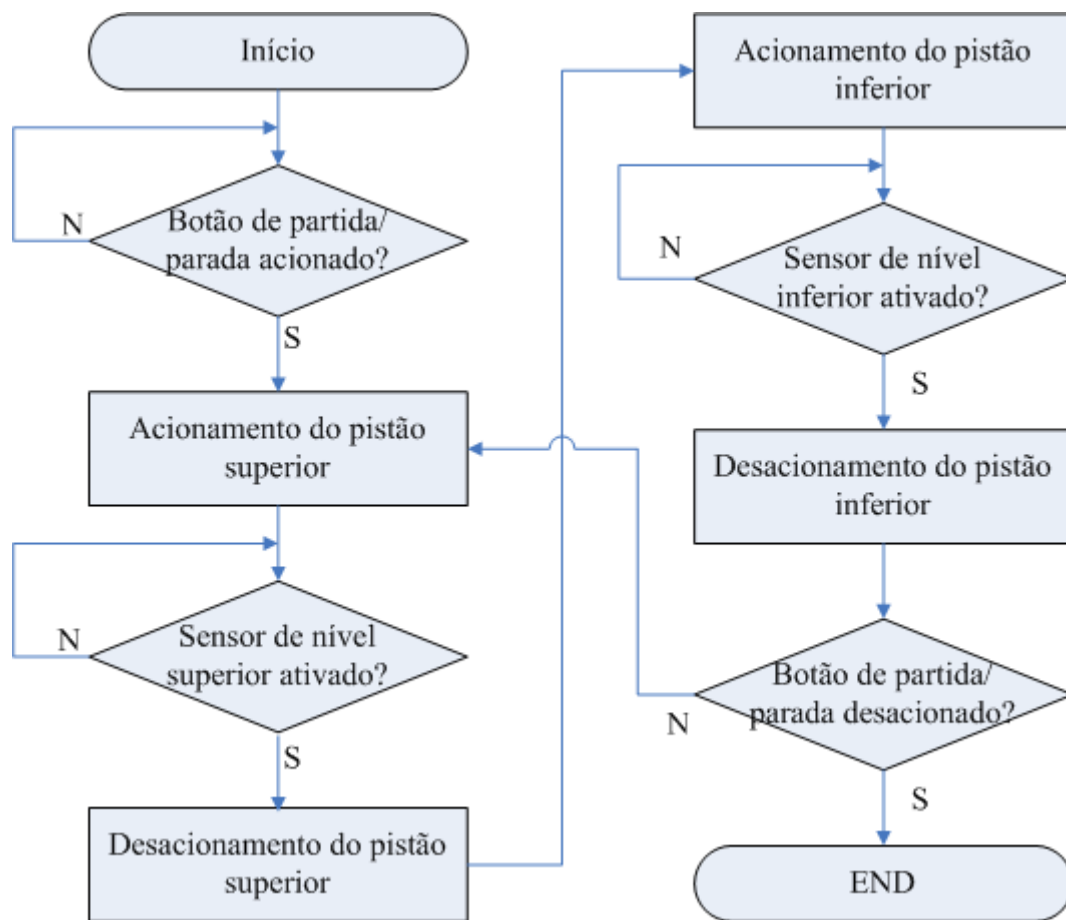 Início
Botão de partida/
parada acionado?
N
S
Acionamento do pistão
superior
Sensor de nível
superior ativado?
N
S
Desacionamento do pistão
superior
Acionamento do pistão
inferior
Sensor de nível
inferior ativado?
N
S
Desacionamento do pistão
inferior
Botão de partida/
parada desacionado?
N
S
END